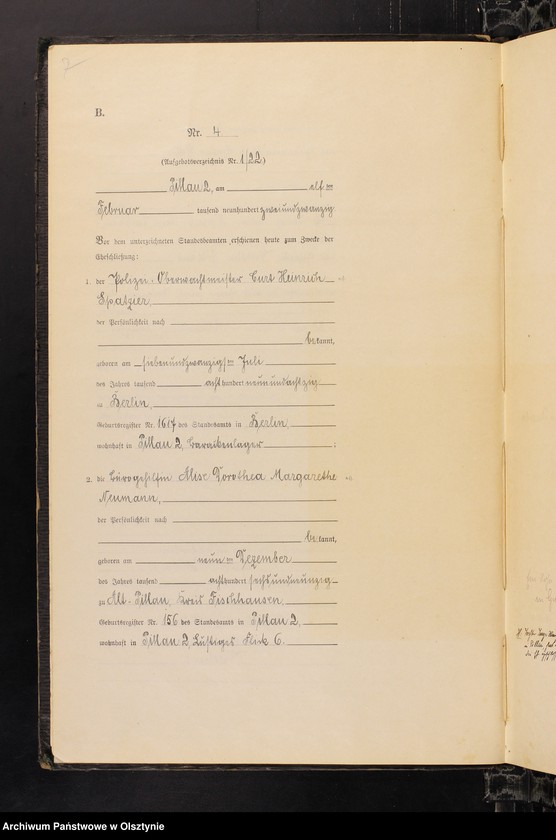 B.
Nr. 4
(Aufgebotsverzeichnis Nr. 1/22)
Pillau 2, am elften
Februar tausend neunhundert zweiundzwanzig
Vor dem unterzeichneten Standesbeamten erschienen heute zum Zwecke der
Eheschließung:
1. der Polizei-Oberwachtmeister Curt Heinrich
Spatzier
der Persönlichkeit nach
bekannt,
geboren am siebenundzwanzigsten Juli
des Jahres tausend achthundert neunundachtzig
zu Berlin,
Geburtsregister Nr. 1617 des Standesamts in Berlin,
wohnhaft in Pillau 2, Barackenlager ;
2. die Bürogehilfin Elise Dorothea Margarethe
Neumann,
der Persönlichkeit nach
bekannt,
geboren am neunten Dezember
des Jahres tausend achthundert sechsundneunzig
zu Alt-Pillau, Kreis Fischhausen,
Geburtsregister Nr. 156 des Standesamts in Pillau 2,
wohnhaft in Pillau 2, Lustiges 6.
Archiwum Państwowe w Olsztynie